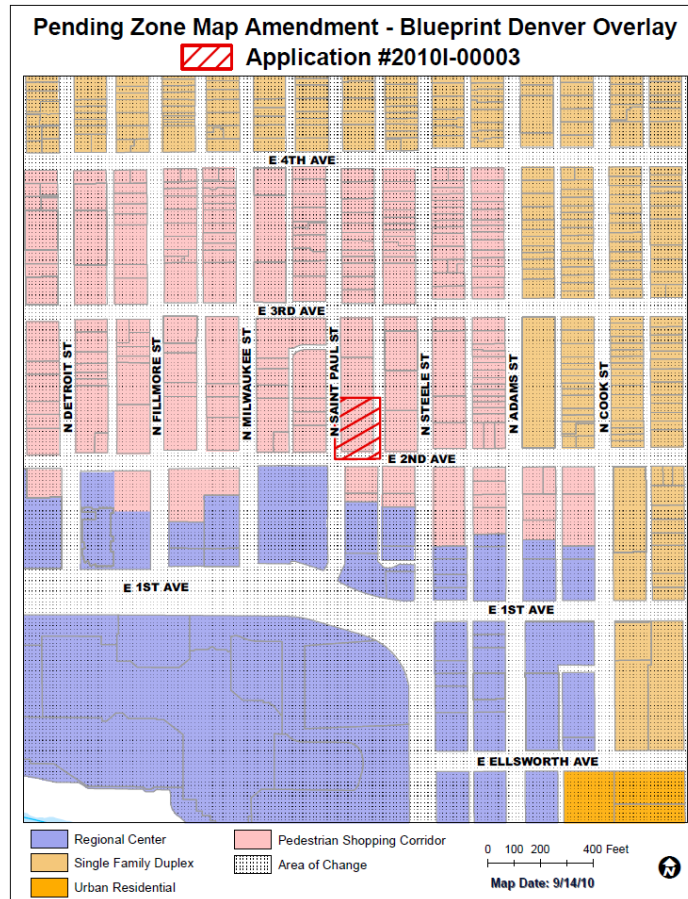 Pending Zone Map Amendment - Blueprint Denver Overlay
Application #2010I-00003
E 4TH AVE
E 3RD AVE
N DETROIT ST
N FILLMORE ST
N MILWAUKEE ST
N SAINT PAUL ST
N STEELE ST
N ADAMS ST
N COOK ST
E 2ND AVE
E 1ST AVE
E 1ST AVE
E ELLSWORTH AVE
Regional Center
Single Family Duplex
Urban Residential
Pedestrian Shopping Corridor
Area of Change
0 100 200 400 Feet
Map Date: 9/14/10
N